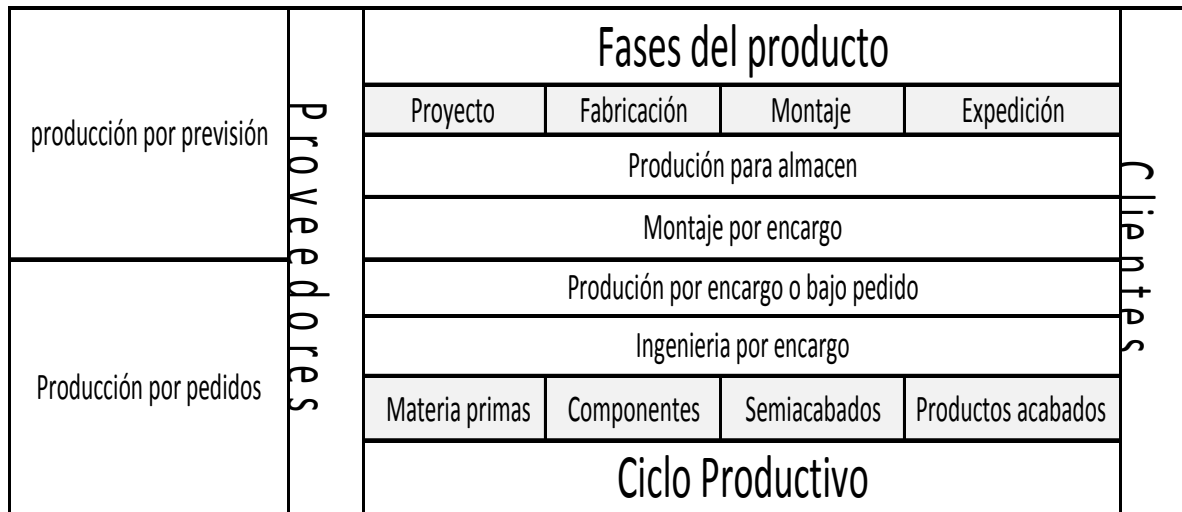 producción por previsión
Producción por pedidos
Proveedores
Fases del producto
Proyecto Fabricación Montaje Expedición
Produción para almacen
Montaje por encargo
Produción por encargo o bajo pedido
Ingenieria por encargo
Materia primas Componentes Semiacabados Productos acabados
Ciclo Productivo
Clientes